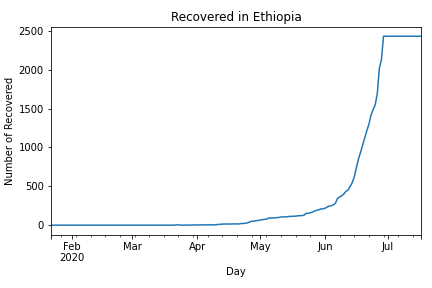 Recovered in Ethiopia
Number of Recovered
2500
2000
1500
1000
500
0
Feb Mar Apr May Jun Jul
2020
Day